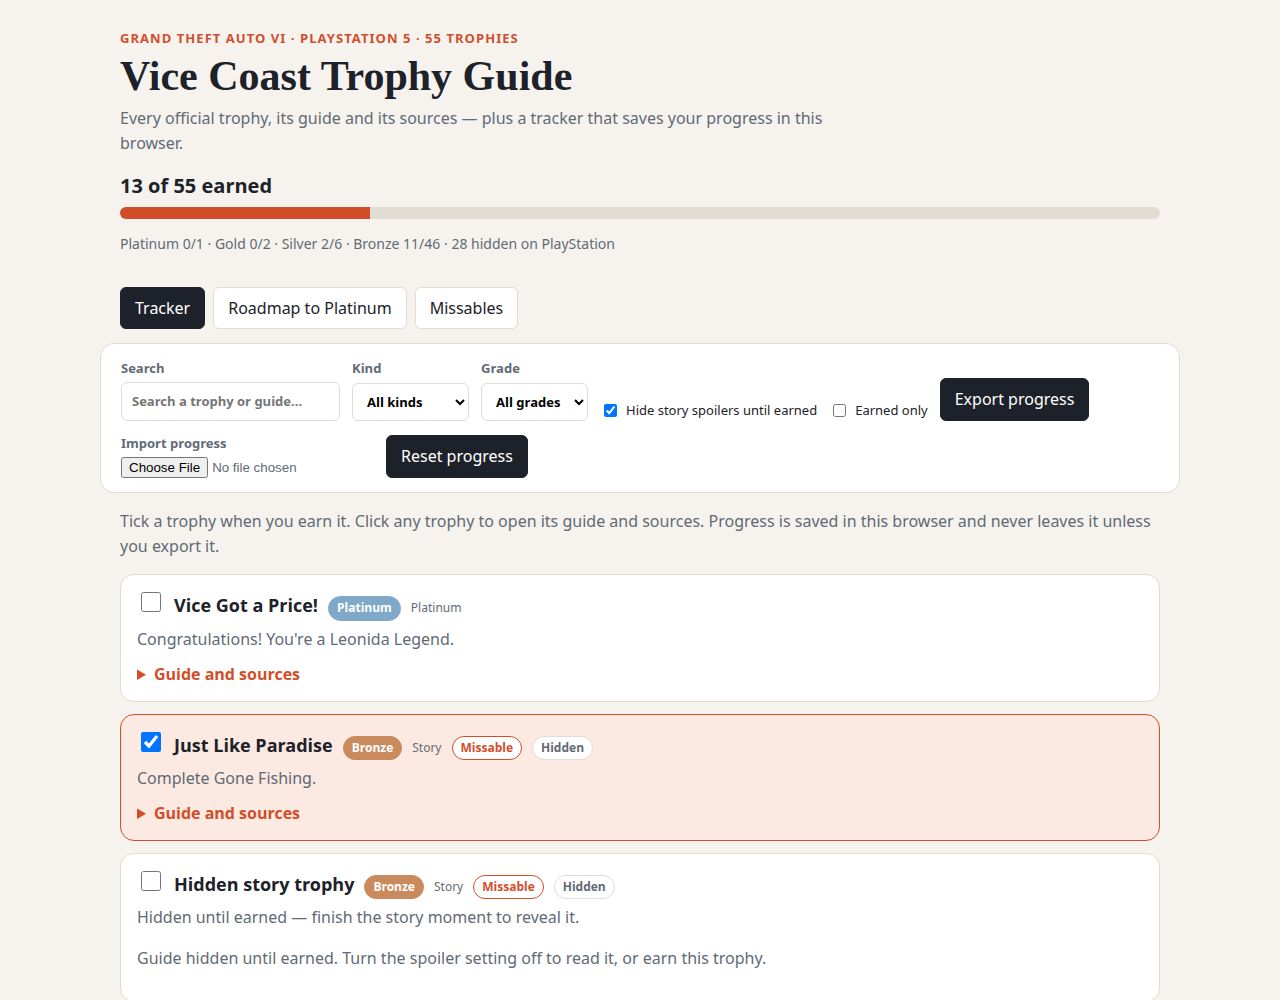 GRAND THEFT AUTO VI · PLAYSTATION 5 · 55 TROPHIES
Vice Coast Trophy Guide
Every official trophy, its guide and its sources — plus a tracker that saves your progress in this
browser.
13 of 55 earned
Platinum 0/1 · Gold 0/2 · Silver 2/6 · Bronze 11/46 · 28 hidden on PlayStation
Tracker Roadmap to Platinum Missables
Search Kind Grade
Search a trophy or guide... All kinds All grades Hide story spoilers until earned Earned only Export progress
Import progress
Choose File No file chosen Reset progress
Tick a trophy when you earn it. Click any trophy to open its guide and sources. Progress is saved in this browser and never leaves it unless
you export it.
Vice Got a Price! Platinum Platinum
Congratulations! You're a Leonida Legend.
Guide and sources
Just Like Paradise Bronze Story Missable Hidden
Complete Gone Fishing.
Guide and sources
Hidden story trophy Bronze Story Missable Hidden
Hidden until earned — finish the story moment to reveal it.
Guide hidden until earned. Turn the spoiler setting off to read it, or earn this trophy.